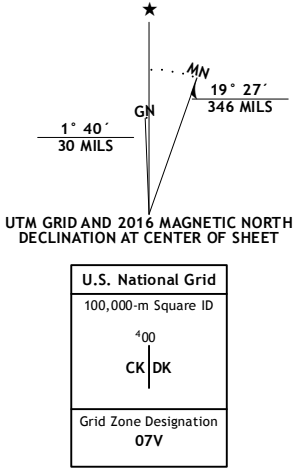 ★
MN
GN
19° 27´
346 MILS
1° 40´
30 MILS
UTM GRID AND 2016 MAGNETIC NORTH
DECLINATION AT CENTER OF SHEET
U.S. National Grid
100,000-m Square ID
⁴00
CK DK
Grid Zone Designation
07V